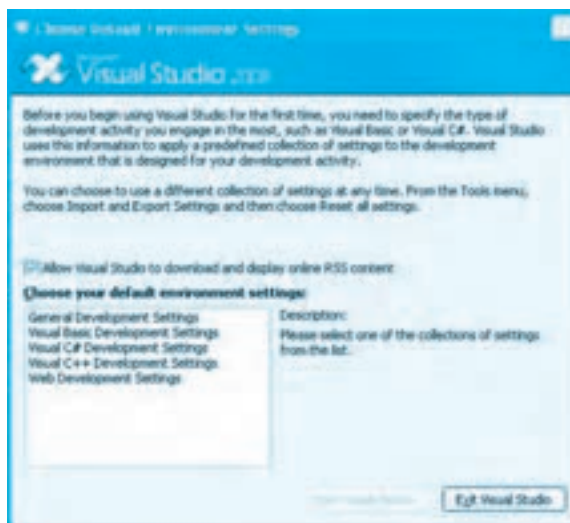 Choose Default Environment Settings
Visual Studio
Before you begin using Visual Studio for the first time, you need to specify the type of
development activity you engage in the most, such as Visual Basic or Visual C#. Visual Studio
uses this information to apply a predefined collection of settings to the development
environment that is designed for your development activity.
You can choose to use a different collection of settings at any time. From the Tools menu,
choose Import and Export Settings and then choose Reset all settings.
Allow Visual Studio to download and display online RSS content
Choose your default environment settings:
General Development Settings
Visual Basic Development Settings
Visual C# Development Settings
Visual C++ Development Settings
Web Development Settings
Description:
Please select one of the collections of settings
from the list.
Exit Visual Studio